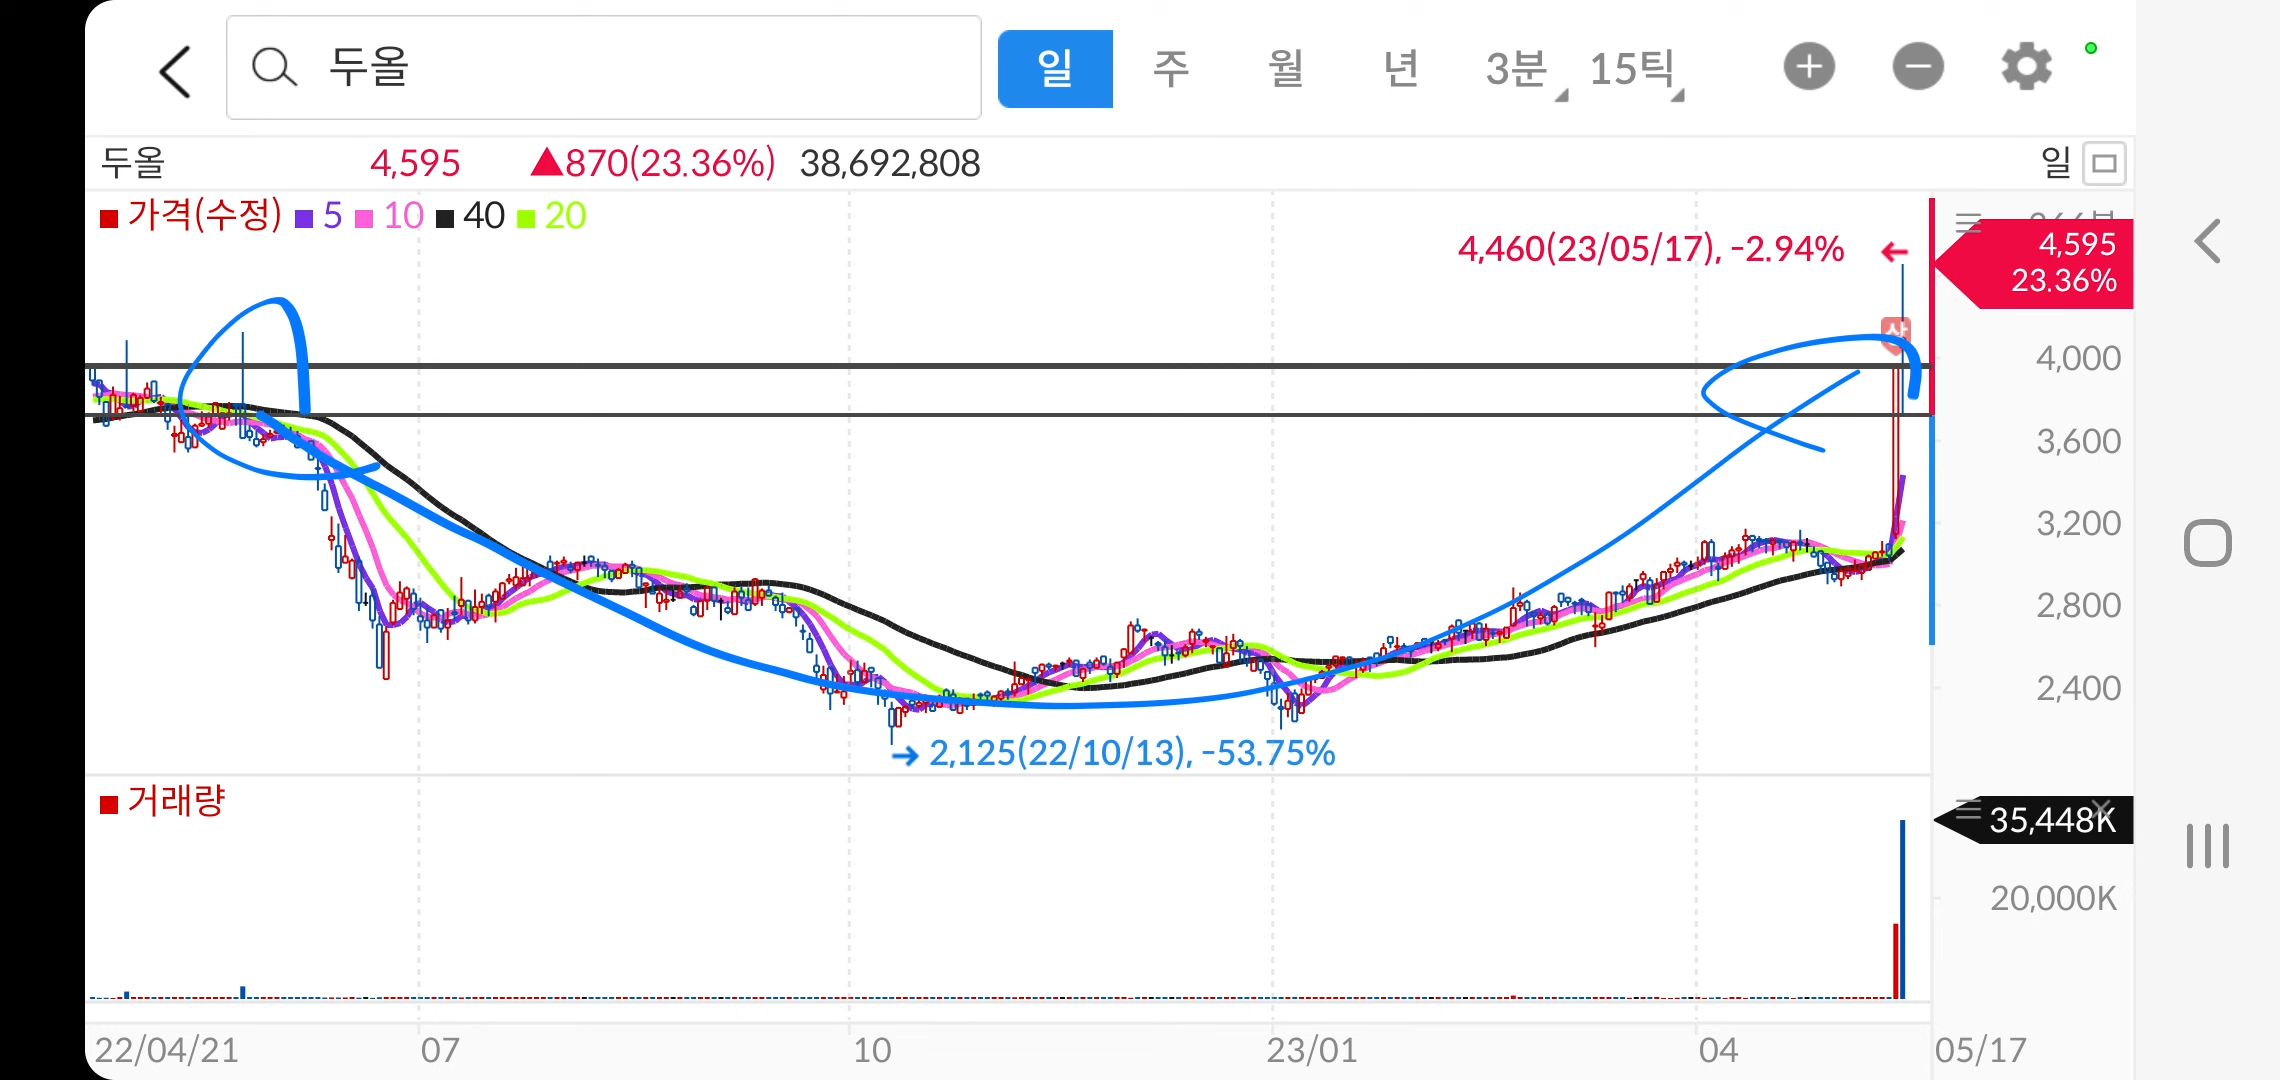 두올
일 주 월 년 3분 15틱
두올 4,595 ▲870(23.36%) 38,692,808 일
가격(수정) 5 10 40 20
4,460(23/05/17), -2.94%
4,595
23.36%
상
4,000
3,600
3,200
2,800
2,400
2,125(22/10/13), -53.75%
거래량
35,448K
20,000K
22/04/21 07 10 23/01 04 05/17